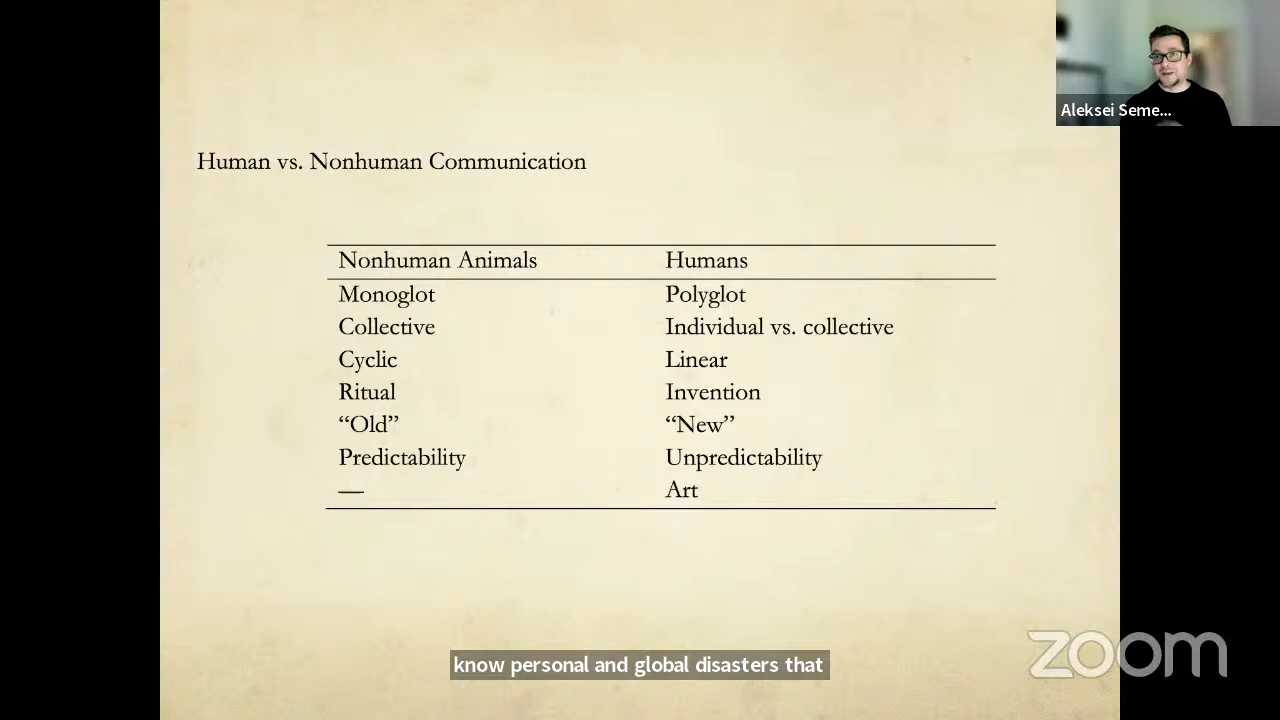 Aleksei Seme...
Human vs. Nonhuman Communication
Nonhuman Animals Humans
Monoglot Polyglot
Collective Individual vs. collective
Cyclic Linear
Ritual Invention
“Old” “New”
Predictability Unpredictability
— Art
know personal and global disasters that
zoom